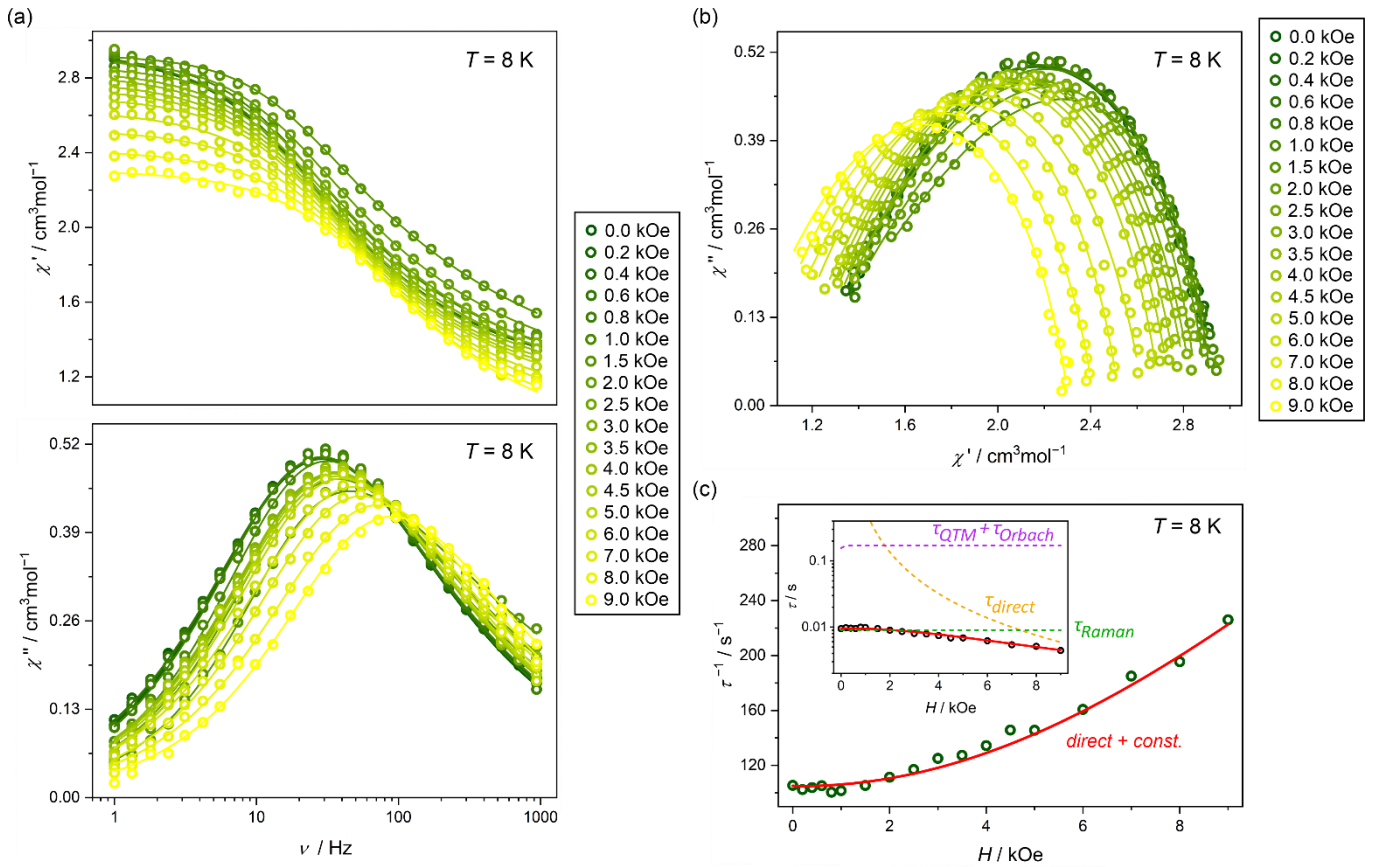 (a)
T = 8 K
2.8
2.4
2.0
1.6
1.2
χ' / cm³mol⁻¹
T = 8 K
0.52
0.39
0.26
0.13
0.00
χ'' / cm³mol⁻¹
1 10 100 1000
ν / Hz
0.0 kOe
0.2 kOe
0.4 kOe
0.6 kOe
0.8 kOe
1.0 kOe
1.5 kOe
2.0 kOe
2.5 kOe
3.0 kOe
3.5 kOe
4.0 kOe
4.5 kOe
5.0 kOe
6.0 kOe
7.0 kOe
8.0 kOe
9.0 kOe
(b)
T = 8 K
0.52
0.39
0.26
0.13
0.00
χ'' / cm³mol⁻¹
1.2 1.6 2.0 2.4 2.8
χ' / cm³mol⁻¹
0.0 kOe
0.2 kOe
0.4 kOe
0.6 kOe
0.8 kOe
1.0 kOe
1.5 kOe
2.0 kOe
2.5 kOe
3.0 kOe
3.5 kOe
4.0 kOe
4.5 kOe
5.0 kOe
6.0 kOe
7.0 kOe
8.0 kOe
9.0 kOe
(c)
T = 8 K
280
240
200
160
120
τ⁻¹ / s⁻¹
0.1
0.01
τ / s
τQTM + τOrbach
τdirect
τRaman
0 2 4 6 8
H / kOe
direct + const.
0 2 4 6 8
H / kOe